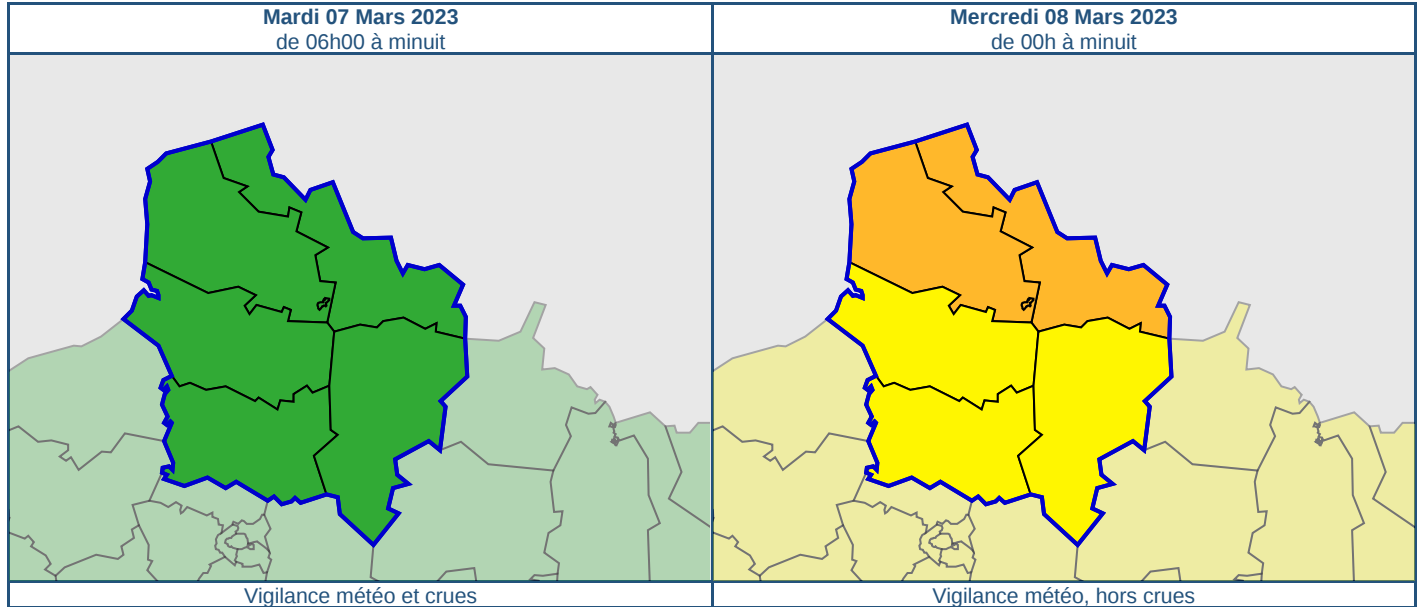 Mardi 07 Mars 2023
de 06h00 à minuit
Mercredi 08 Mars 2023
de 00h à minuit
Vigilance météo et crues
Vigilance météo, hors crues